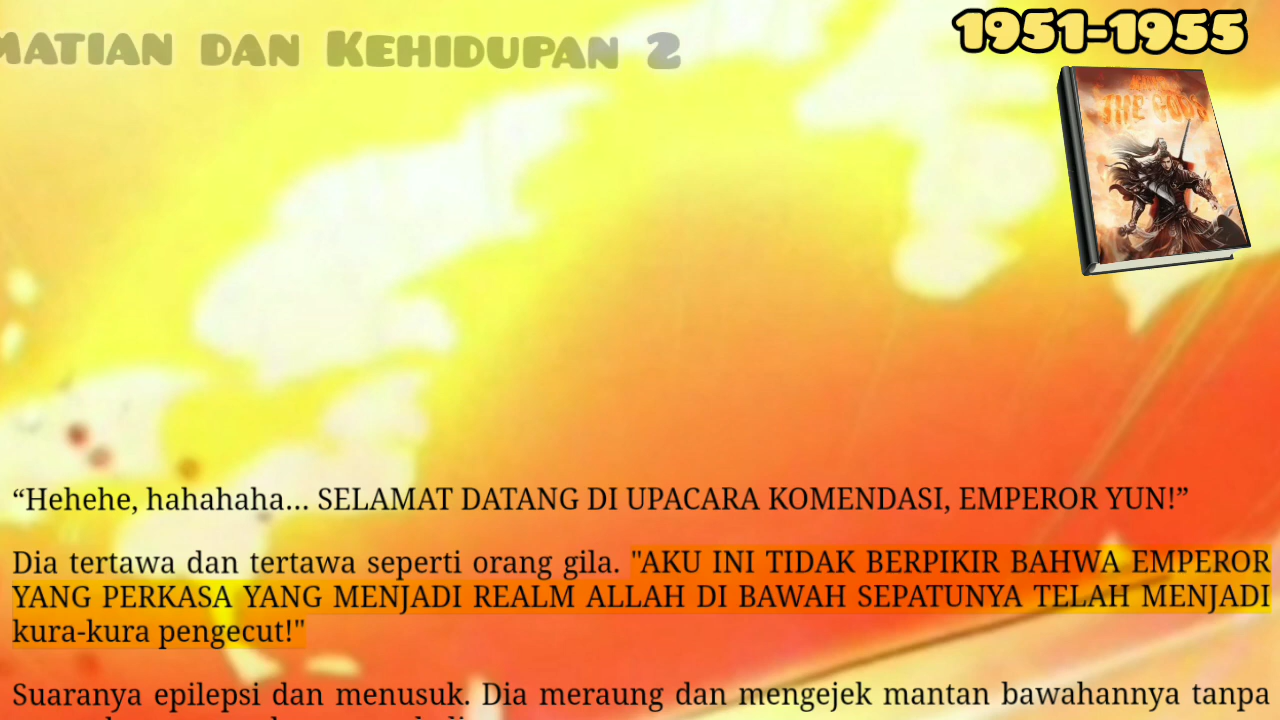 MATIAN DAN KEHIDUPAN 2
1951-1955
THE GODS
“Hehehe, hahahaha... SELAMAT DATANG DI UPACARA KOMENDASI, EMPEROR YUN!”
Dia tertawa dan tertawa seperti orang gila. "AKU INI TIDAK BERPIKIR BAHWA EMPEROR
YANG PERKASA YANG MENJADI REALM ALLAH DI BAWAH SEPATUNYA TELAH MENJADI
kura-kura pengecut!"
Suaranya epilepsi dan menusuk. Dia meraung dan mengejek mantan bawahannya tanpa